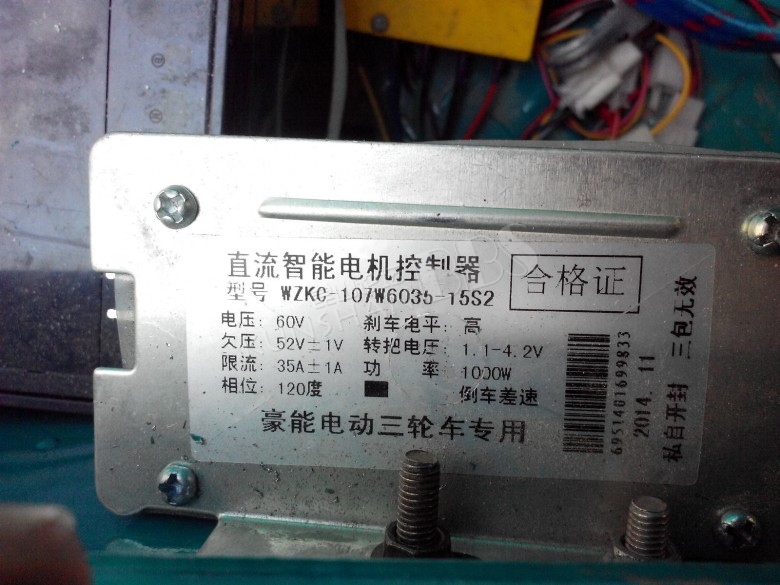 直流智能电机控制器
合格证
型号 WZKC-107W6035-15S2
电压: 60V 刹车电平: 高
欠压: 52V±1V 转把电压: 1.1-4.2V
限流: 35A±1A 功 率: 1000W
相位: 120度 倒车差速
豪能电动三轮车专用
69514G1699833
2014. 11
私自开封 三包无效